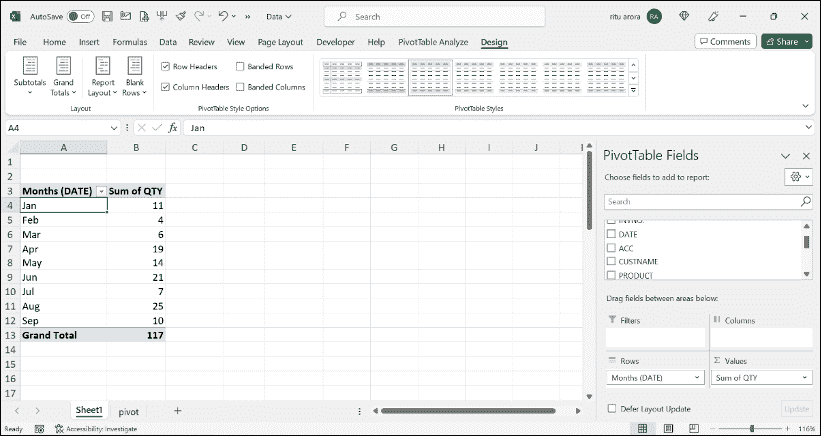 AutoSave Off Data Search ritu arora RA
File Home Insert Formulas Data Review View Page Layout Developer Help PivotTable Analyze Design Comments Share
Subtotals Grand Totals Report Layout Blank Rows
Row Headers Banded Rows
Column Headers Banded Columns
Layout PivotTable Style Options PivotTable Styles
A4 fx Jan
A B C D E F G H I J
1
2
3 Months (DATE) Sum of QTY
4 Jan 11
5 Feb 4
6 Mar 6
7 Apr 19
8 May 14
9 Jun 21
10 Jul 7
11 Aug 25
12 Sep 10
13 Grand Total 117
14
15
16
17
PivotTable Fields
Choose fields to add to report:
Search
DATE
ACC
CUSTNAME
PRODUCT
Drag fields between areas below:
Filters Columns
Rows Σ Values
Months (DATE) Sum of QTY
Defer Layout Update Update
Sheet1 pivot +
Ready Accessibility: Investigate 116%